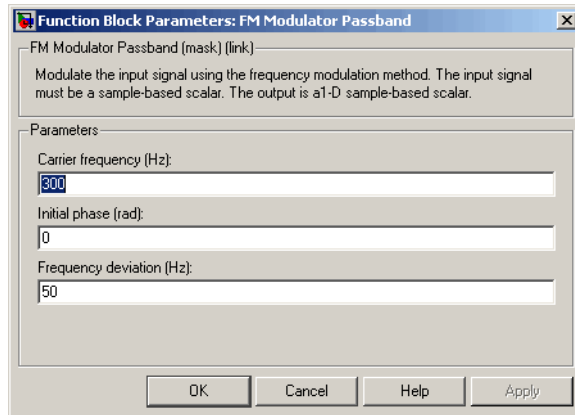 Function Block Parameters: FM Modulator Passband
FM Modulator Passband (mask) (link)
Modulate the input signal using the frequency modulation method. The input signal
must be a sample-based scalar. The output is a1-D sample-based scalar.
Parameters
Carrier frequency (Hz):
300
Initial phase (rad):
0
Frequency deviation (Hz):
50
OK Cancel Help Apply